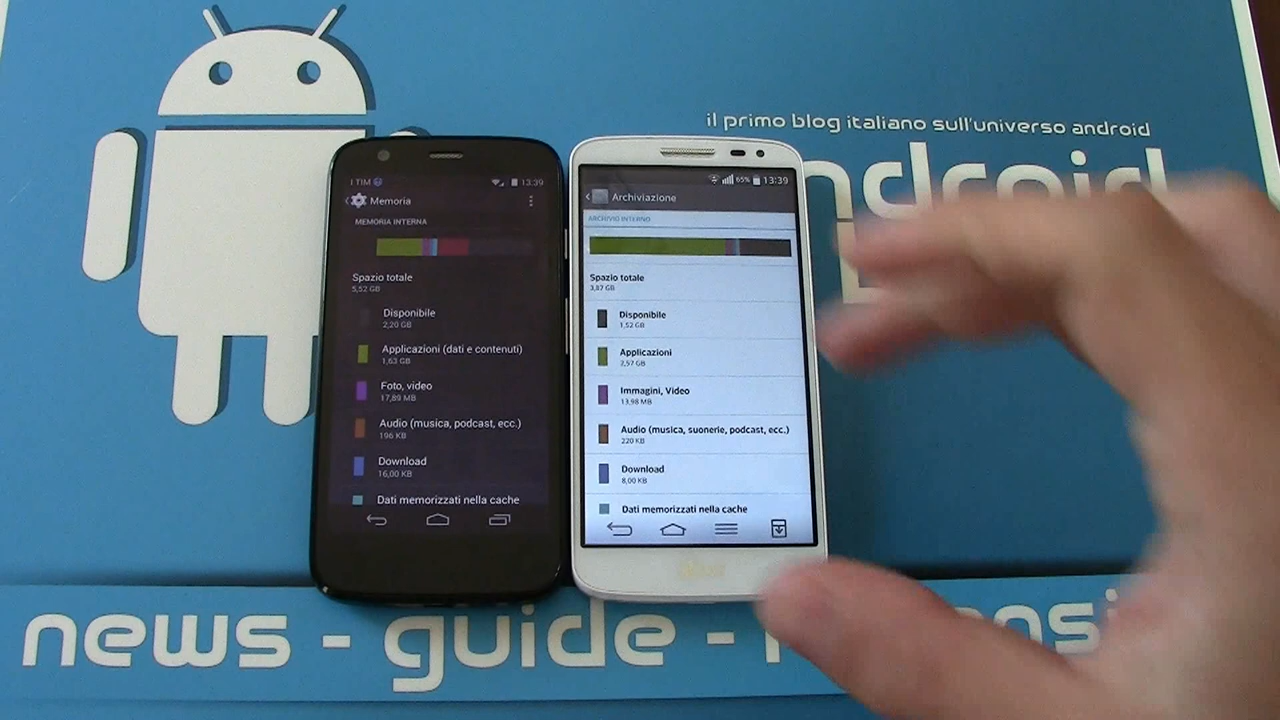 il primo blog italiano sull'universo android
ndroid
I TIM
13:39
Memoria
MEMORIA INTERNA
Spazio totale
5,52 GB
Disponibile
2,20 GB
Applicazioni (dati e contenuti)
1,63 GB
Foto, video
17,89 MB
Audio (musica, podcast, ecc.)
196 KB
Download
16,00 KB
Dati memorizzati nella cache
65% 13:39
Archiviazione
ARCHIVIO INTERNO
Spazio totale
3,87 GB
Disponibile
1,52 GB
Applicazioni
2,57 GB
Immagini, Video
13,98 MB
Audio (musica, suonerie, podcast, ecc.)
220 KB
Download
8,00 KB
Dati memorizzati nella cache
news - guide -